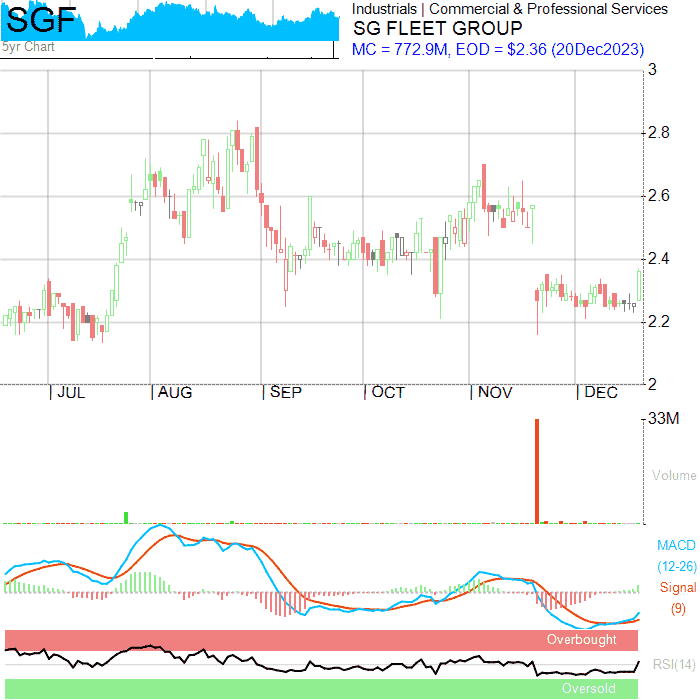 SGF
5yr Chart
Industrials | Commercial & Professional Services
SG FLEET GROUP
MC = 772.9M, EOD = $2.36 (20Dec2023)
3
2.8
2.6
2.4
2.2
2
JUL
AUG
SEP
OCT
NOV
DEC
33M
Volume
MACD
(12-26)
Signal
(9)
Overbought
RSI(14)
Oversold